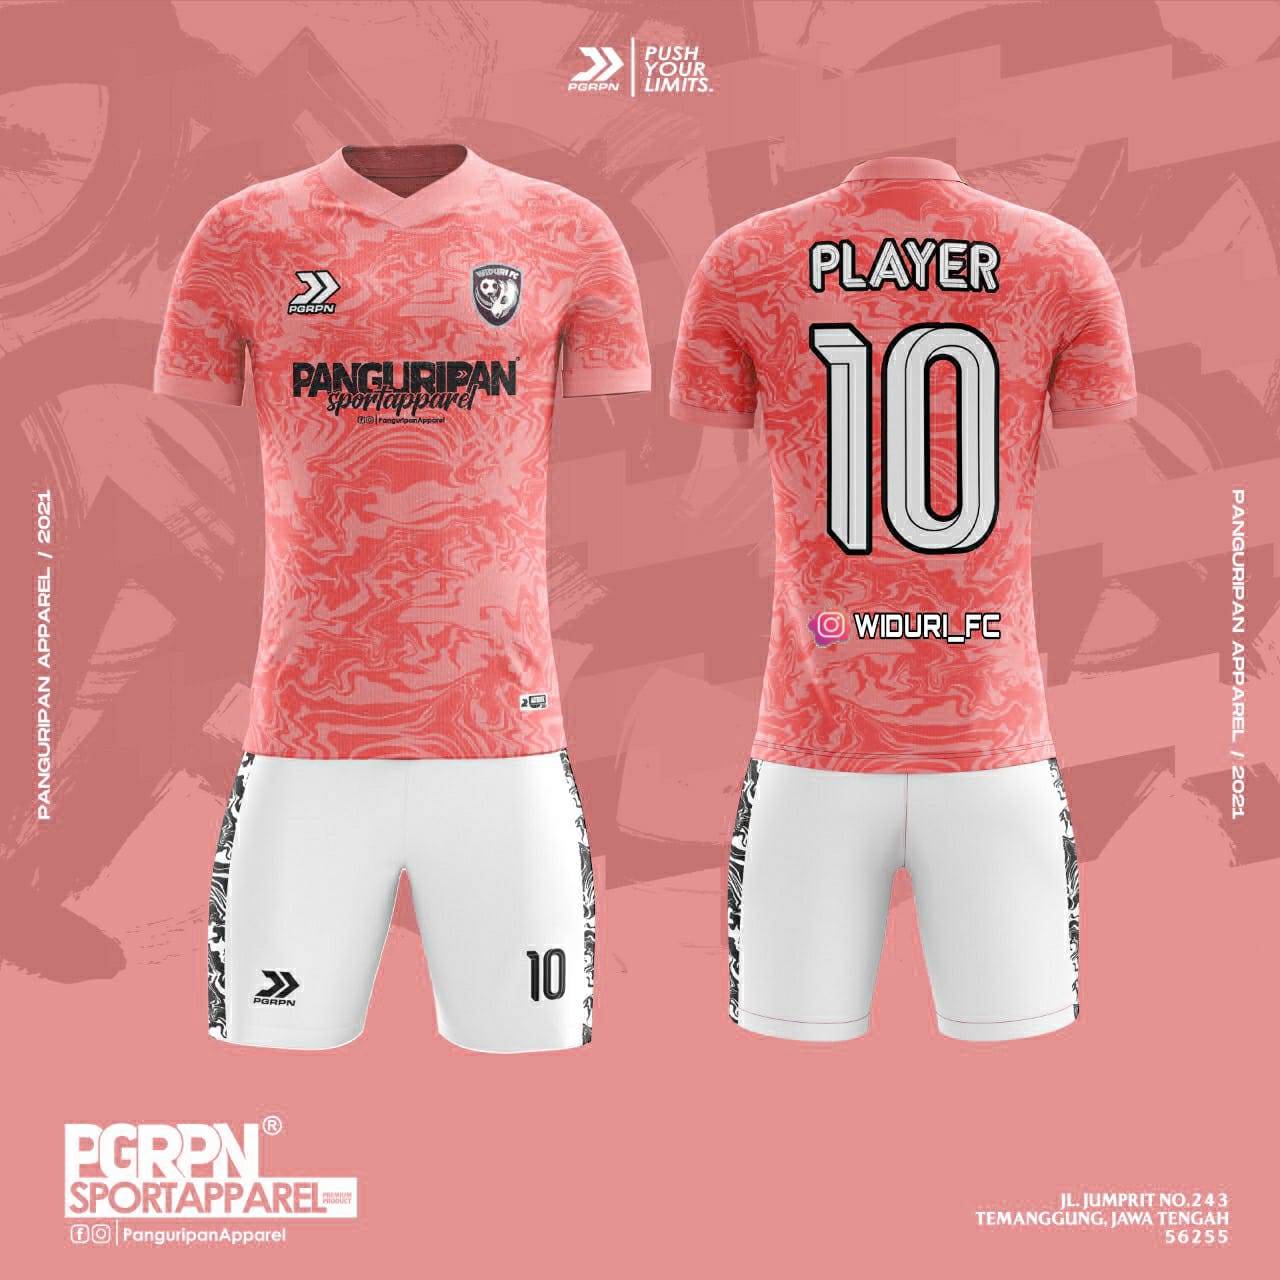 PGRPN
PUSH
YOUR
LIMITS.
PGRPN
WIDURI FC
PANGURIPAN
sportapparel
PanguripanApparel
PLAYER
10
WIDURI_FC
PANGURIPAN APPAREL / 2021
PANGURIPAN APPAREL / 2021
PGRPN
10
PGRPN®
SPORTAPPAREL
PREMIUM
PRODUCT
PanguripanApparel
JL. JUMPRIT NO.243
TEMANGGUNG, JAWA TENGAH
56255